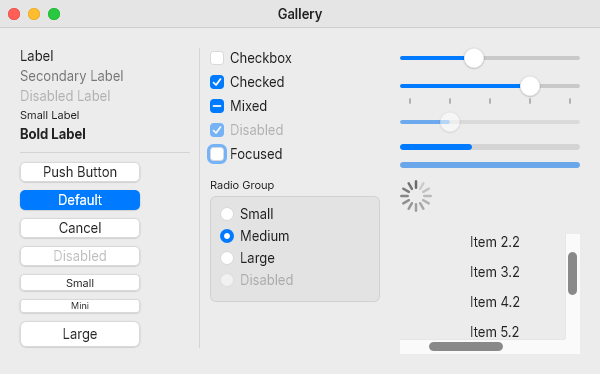 Gallery
Label
Secondary Label
Disabled Label
Small Label
Bold Label
Push Button
Default
Cancel
Disabled
Small
Mini
Large
Checkbox
Checked
Mixed
Disabled
Focused
Radio Group
Small
Medium
Large
Disabled
Item 2.2
Item 3.2
Item 4.2
Item 5.2